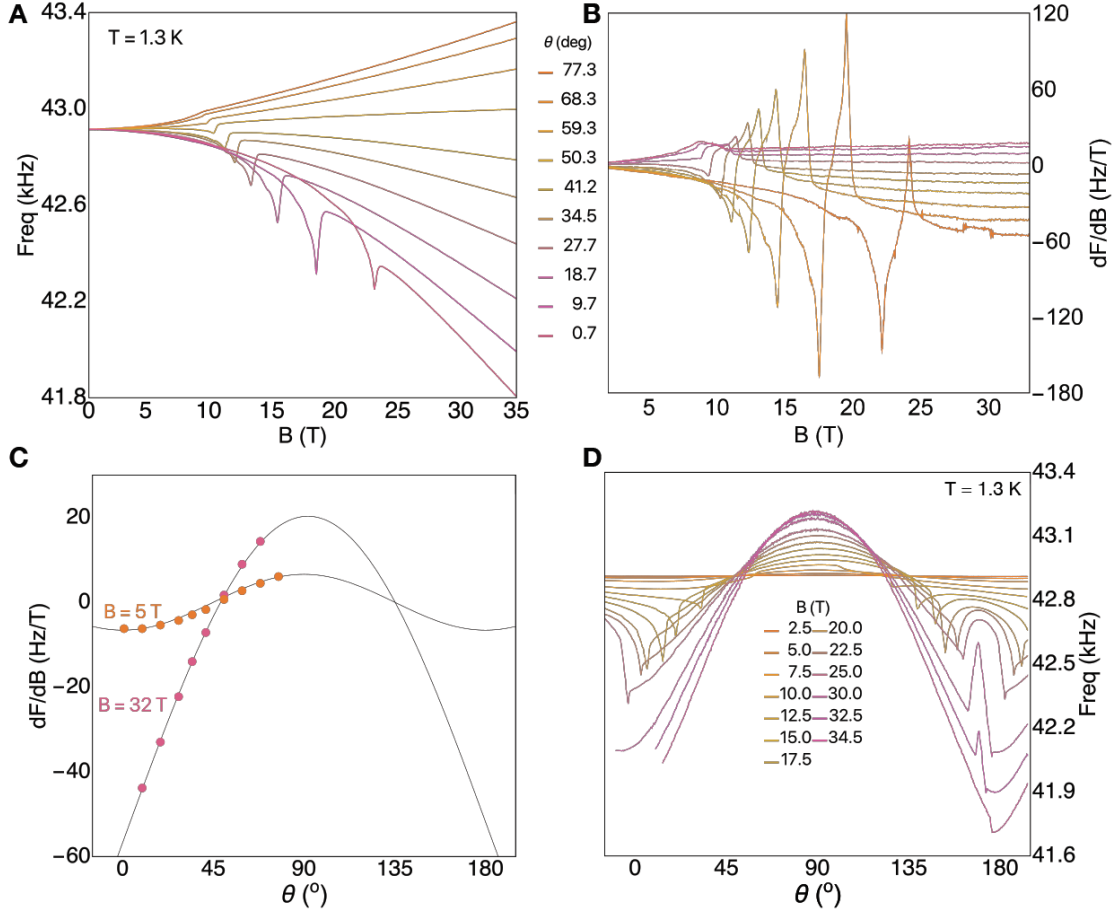 A
43.4
43.0
42.6
42.2
41.8
Freq (kHz)
T = 1.3 K
0 5 10 15 20 25 30 35
B (T)
θ (deg)
77.3
68.3
59.3
50.3
41.2
34.5
27.7
18.7
9.7
0.7
B
120
60
0
−60
−120
−180
dF/dB (Hz/T)
5 10 15 20 25 30
B (T)
C
20
0
−20
−40
−60
dF/dB (Hz/T)
B = 5 T
B = 32 T
0 45 90 135 180
θ (°)
D
T = 1.3 K
43.4
43.1
42.8
42.5
42.2
41.9
41.6
Freq (kHz)
B (T)
2.5 20.0
5.0 22.5
7.5 25.0
10.0 30.0
12.5 32.5
15.0 34.5
17.5
0 45 90 135 180
θ (°)